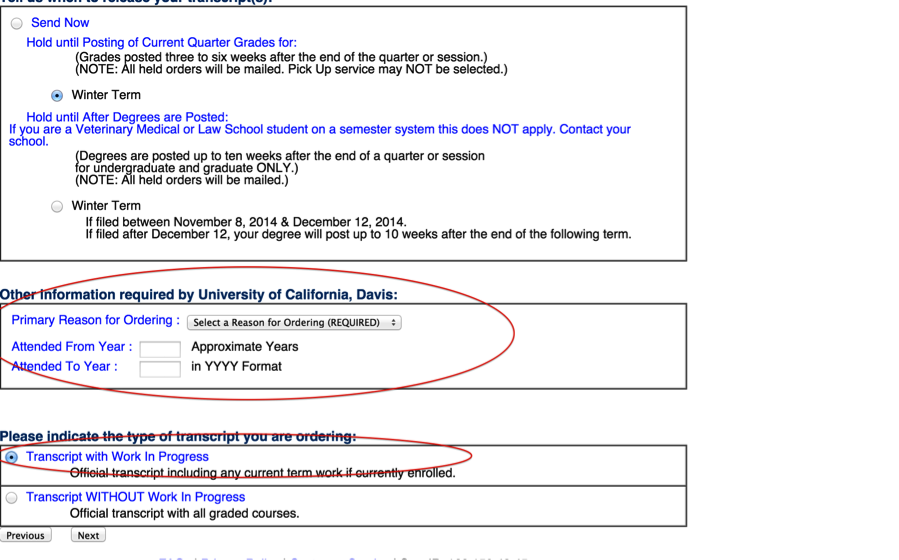 Tell us when to release your transcript(s):
Send Now
Hold until Posting of Current Quarter Grades for:
(Grades posted three to six weeks after the end of the quarter or session.)
(NOTE: All held orders will be mailed. Pick Up service may NOT be selected.)
Winter Term
Hold until After Degrees are Posted:
If you are a Veterinary Medical or Law School student on a semester system this does NOT apply. Contact your
school.
(Degrees are posted up to ten weeks after the end of a quarter or session
for undergraduate and graduate ONLY.)
(NOTE: All held orders will be mailed.)
Winter Term
If filed between November 8, 2014 & December 12, 2014.
If filed after December 12, your degree will post up to 10 weeks after the end of the following term.
Other information required by University of California, Davis:
Primary Reason for Ordering : Select a Reason for Ordering (REQUIRED)
Attended From Year : Approximate Years
Attended To Year : in YYYY Format
Please indicate the type of transcript you are ordering:
Transcript with Work In Progress
Official transcript including any current term work if currently enrolled.
Transcript WITHOUT Work In Progress
Official transcript with all graded courses.
Previous Next